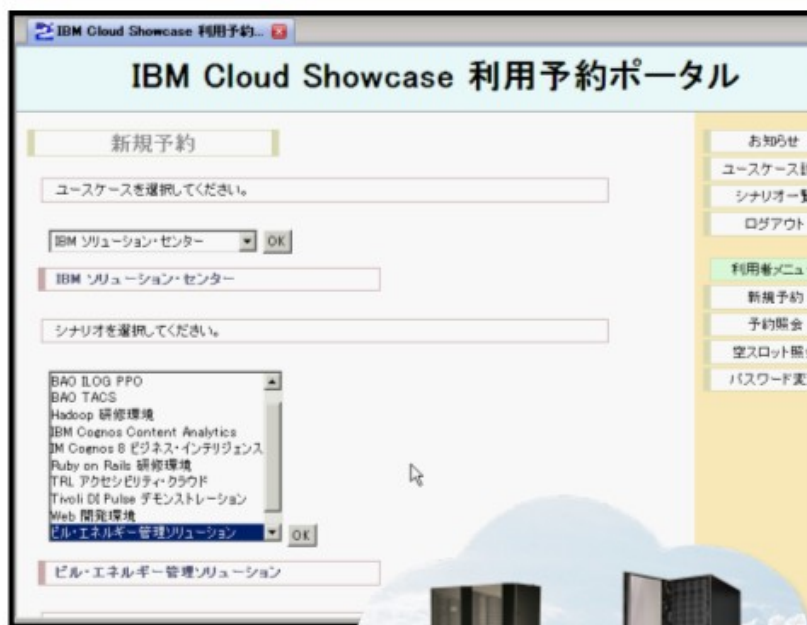 IBM Cloud Showcase 利用予約...
IBM Cloud Showcase 利用予約ポータル
新規予約
ユースケースを選択してください。
IBM ソリューション・センター OK
IBM ソリューション・センター
シナリオを選択してください。
BAO ILOG PPO
BAO TACS
Hadoop 研修環境
IBM Cognos Content Analytics
IM Cognos 8 ビジネス・インテリジェンス
Ruby on Rails 研修環境
TRL アクセシビリティ・クラウド
Tivoli DI Pulse デモンストレーション
Web 開発環境
ビル・エネルギー管理ソリューション OK
ビル・エネルギー管理ソリューション
お知らせ
ユースケース
シナリオ一覧
ログアウト
利用者メニュ
新規予約
予約照会
空スロット照
パスワード変